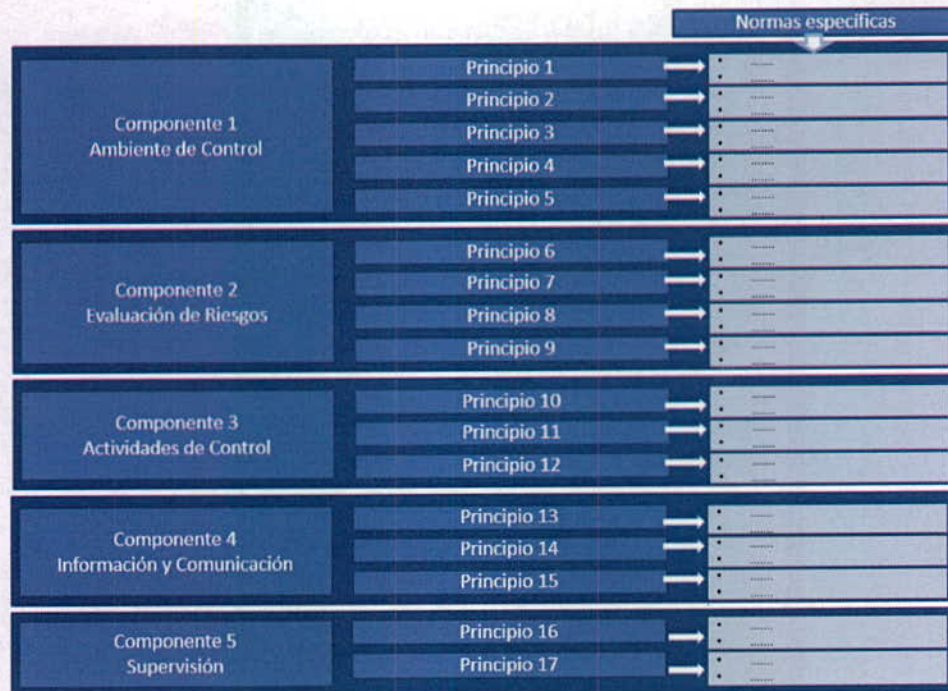 Normas específicas
Componente 1
Ambiente de Control
Principio 1
Principio 2
Principio 3
Principio 4
Principio 5
Componente 2
Evaluación de Riesgos
Principio 6
Principio 7
Principio 8
Principio 9
Componente 3
Actividades de Control
Principio 10
Principio 11
Principio 12
Componente 4
Información y Comunicación
Principio 13
Principio 14
Principio 15
Componente 5
Supervisión
Principio 16
Principio 17